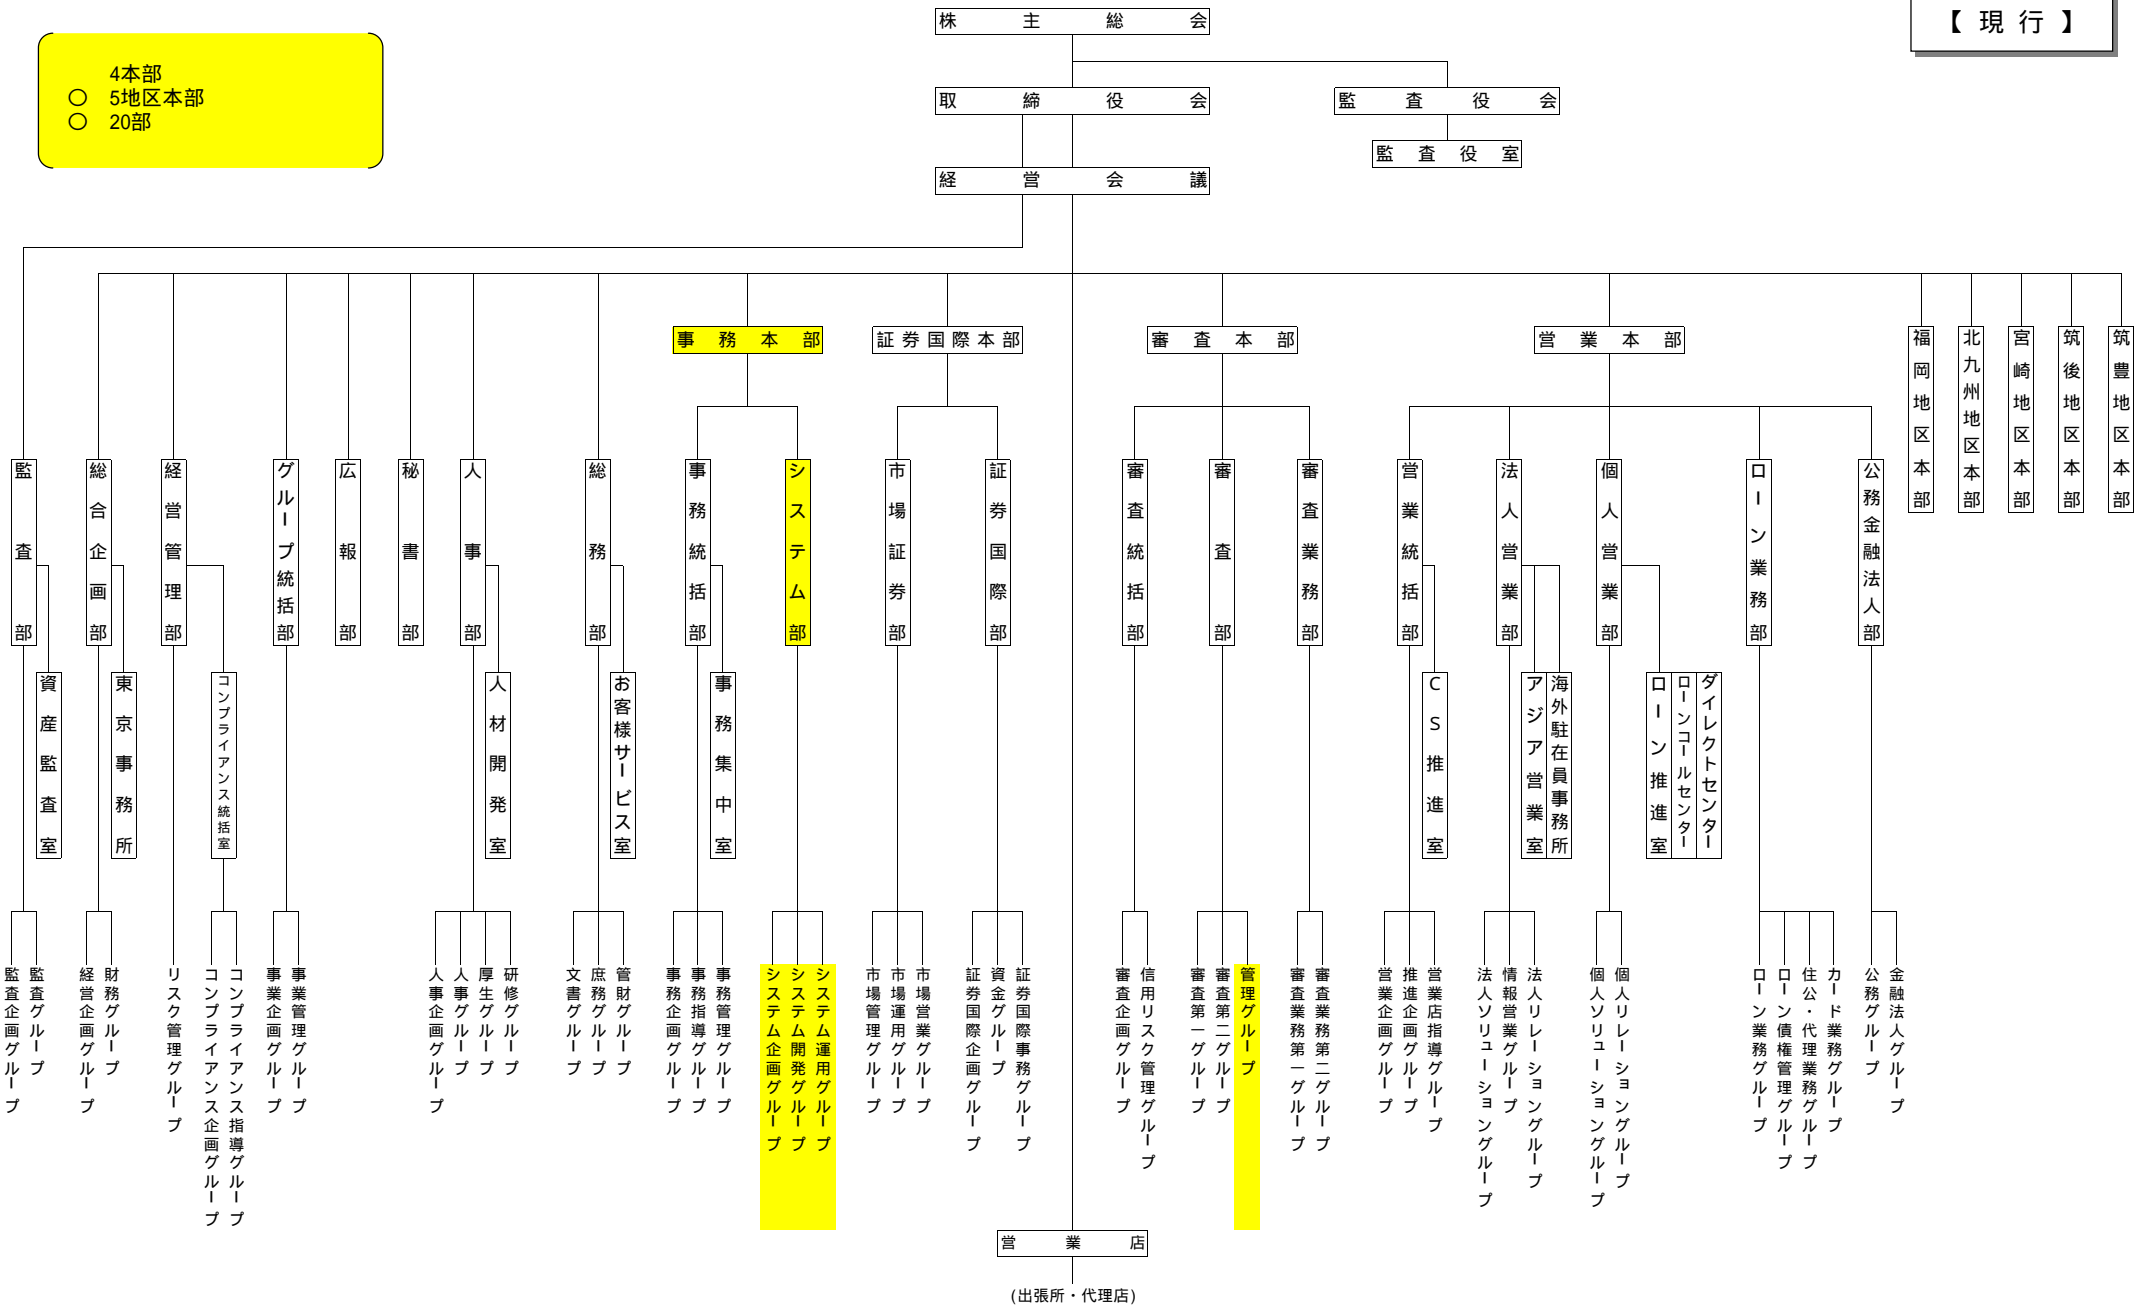 【 現 行 】
4本部
○ 5地区本部
○ 20部
株主総会
取締役会
監査役会
監査役室
経営会議
事務本部
証券国際本部
審査本部
営業本部
福岡地区本部
北九州地区本部
宮崎地区本部
筑後地区本部
筑豊地区本部
監査部
総合企画部
経営管理部
グループ統括部
広報部
秘書部
人事部
総務部
事務統括部
システム部
市場証券部
証券国際部
審査統括部
審査部
審査業務部
営業統括部
法人営業部
個人営業部
ローン業務部
公務金融法人部
資産監査室
東京事務所
コンプライアンス統括室
人材開発室
お客様サービス室
事務集中室
CS推進室
アジア営業室
海外駐在員事務所
ローン推進室
ローンコールセンター
ダイレクトセンター
監査企画グループ
監査グループ
経営企画グループ
財務グループ
リスク管理グループ
コンプライアンス企画グループ
コンプライアンス指導グループ
事業企画グループ
事業管理グループ
人事企画グループ
人事グループ
厚生グループ
研修グループ
文書グループ
庶務グループ
管財グループ
事務企画グループ
事務指導グループ
事務管理グループ
システム企画グループ
システム開発グループ
システム運用グループ
市場管理グループ
市場運用グループ
市場営業グループ
証券国際企画グループ
資金グループ
証券国際事務グループ
審査企画グループ
信用リスク管理グループ
審査第一グループ
審査第二グループ
管理グループ
審査業務第一グループ
審査業務第二グループ
営業企画グループ
推進企画グループ
営業店指導グループ
法人ソリューショングループ
情報営業グループ
法人リレーショングループ
個人ソリューショングループ
個人リレーショングループ
ローン業務グループ
ローン債権管理グループ
住公・代理業務グループ
カード業務グループ
公務グループ
金融法人グループ
営業店
(出張所・代理店)